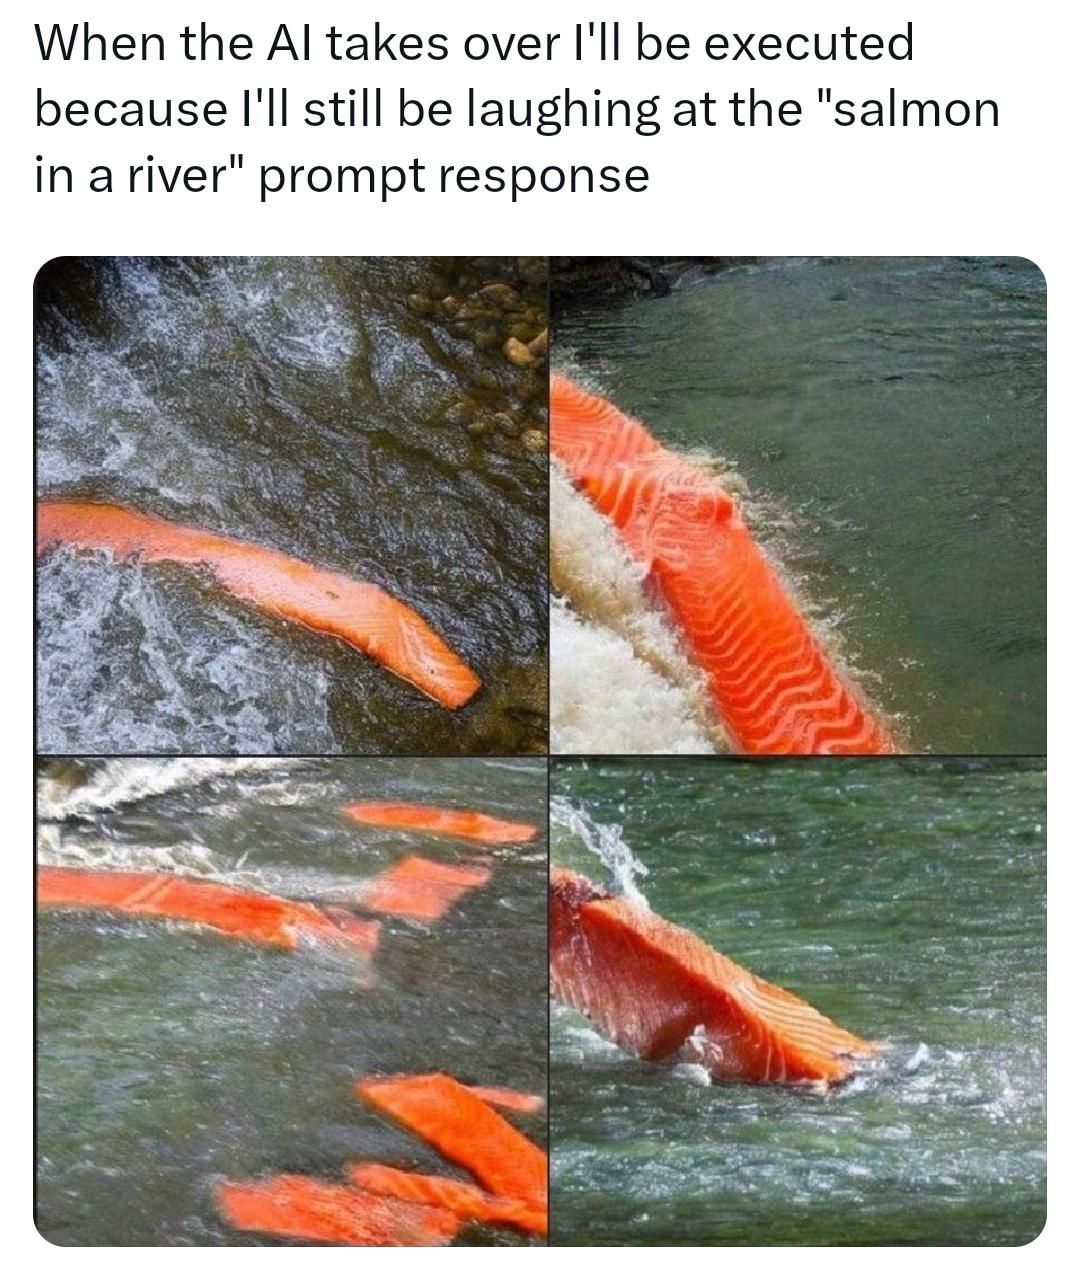 When the AI takes over I'll be executed
because I'll still be laughing at the "salmon
in a river" prompt response